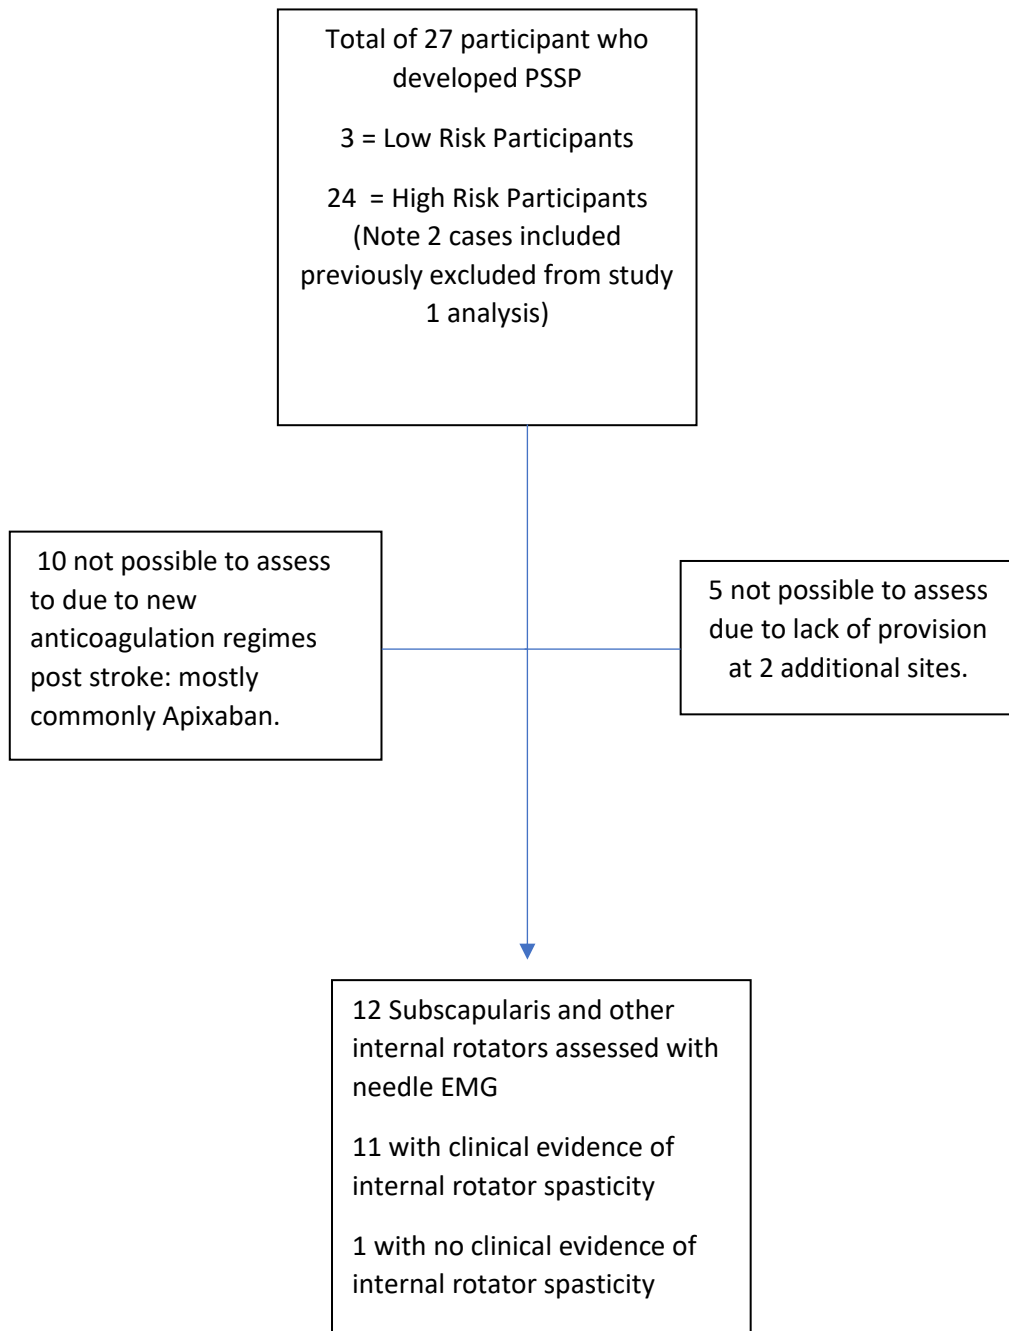 Total of 27 participant who
developed PSSP
3 = Low Risk Participants
24  = High Risk Participants
(Note 2 cases included
previously excluded from study
1 analysis)
10 not possible to assess
to due to new
anticoagulation regimes
post stroke: mostly
commonly Apixaban.
5 not possible to assess
due to lack of provision
at 2 additional sites.
12 Subscapularis and other
internal rotators assessed with
needle EMG
11 with clinical evidence of
internal rotator spasticity
1 with no clinical evidence of
internal rotator spasticity